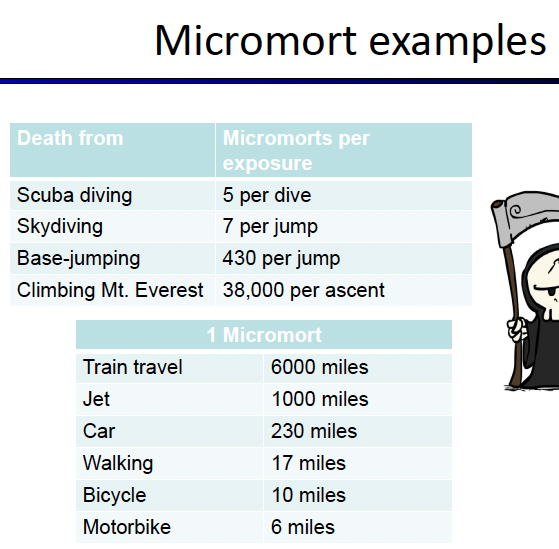 Micromort examples
Death from Micromorts per
exposure
Scuba diving 5 per dive
Skydiving 7 per jump
Base-jumping 430 per jump
Climbing Mt. Everest 38,000 per ascent
1 Micromort
Train travel 6000 miles
Jet 1000 miles
Car 230 miles
Walking 17 miles
Bicycle 10 miles
Motorbike 6 miles